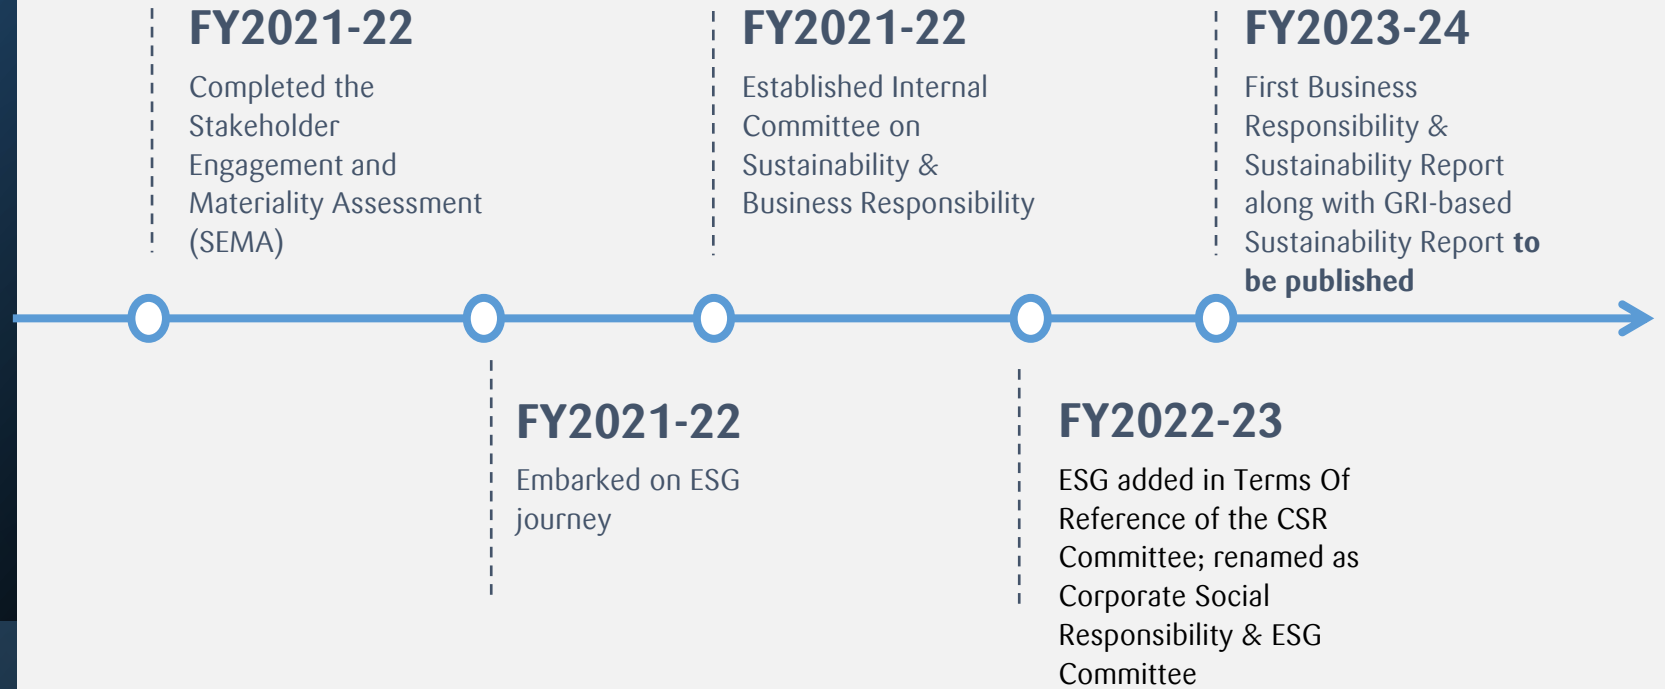 FY2021-22
Completed the
Stakeholder
Engagement and
Materiality Assessment
(SEMA)
FY2021-22
Established Internal
Committee on
Sustainability &
Business Responsibility
FY2023-24
First Business
Responsibility &
Sustainability Report
along with GRI-based
Sustainability Report to
be published
FY2021-22
Embarked on ESG
journey
FY2022-23
ESG added in Terms Of
Reference of the CSR
Committee; renamed as
Corporate Social
Responsibility & ESG
Committee